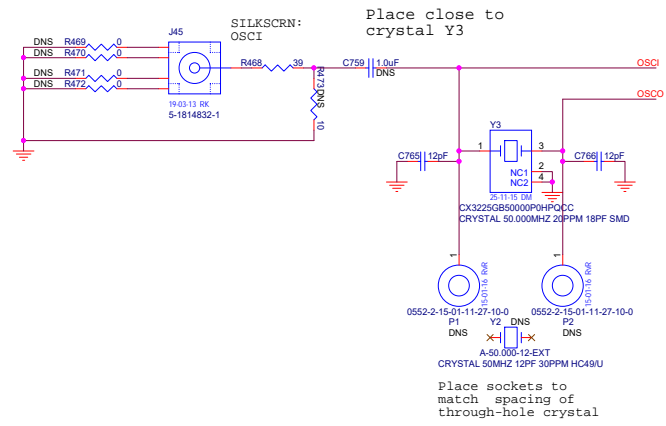 SILKSCRN:
OSCI
Place close to
crystal Y3
J45
DNS R469 0
DNS R470 0
DNS R471 0
DNS R472 0
19-03-13 RK
5-1814832-1
R468 39
R473
DNS
10
C759 1.0uF
DNS
OSCI
OSCO
Y3
1
3
2
4
NC1
NC2
25-11-15 DM
C765 12pF
C766 12pF
CX3225GB50000P0HPQCC
CRYSTAL 50.000MHZ 20PPM 18PF SMD
1
1
15-01-16 RvR
15-01-16 RvR
0552-2-15-01-11-27-10-0
0552-2-15-01-11-27-10-0
P1
DNS
P2
DNS
Y2 DNS
A-50.000-12-EXT
CRYSTAL 50MHZ 12PF 30PPM HC49/U
Place sockets to
match spacing of
through-hole crystal